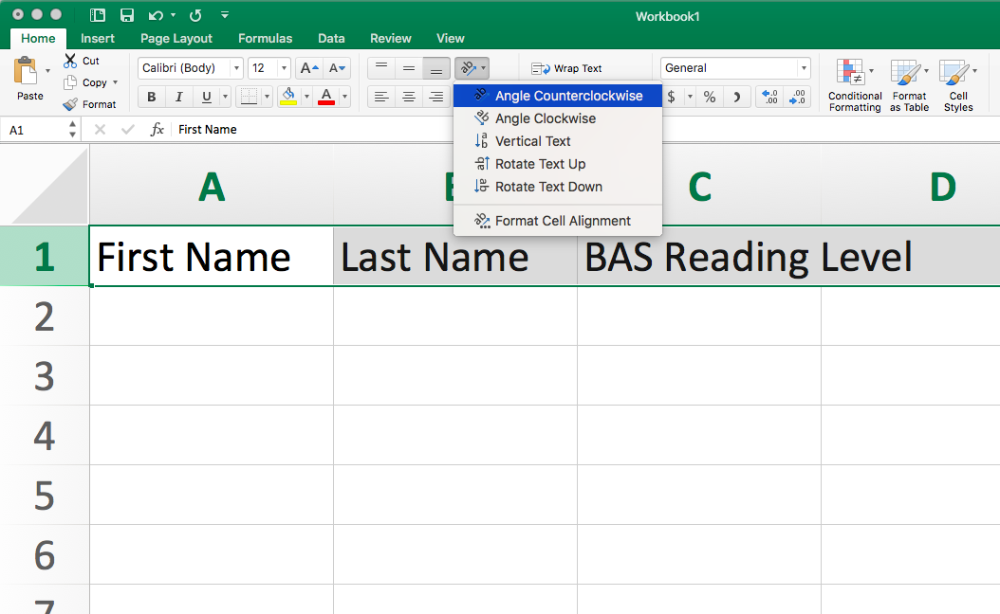 Workbook1
Home Insert Page Layout Formulas Data Review View
Paste
Cut
Copy
Format
Calibri (Body) 12 A A
B I U A
Wrap Text
General
$ % )
.0 .00
.00 .0
Conditional Formatting
Format as Table
Cell Styles
Angle Counterclockwise
Angle Clockwise
Vertical Text
Rotate Text Up
Rotate Text Down
Format Cell Alignment
A1 fx First Name
A C D
1 First Name Last Name BAS Reading Level
2
3
4
5
6
7